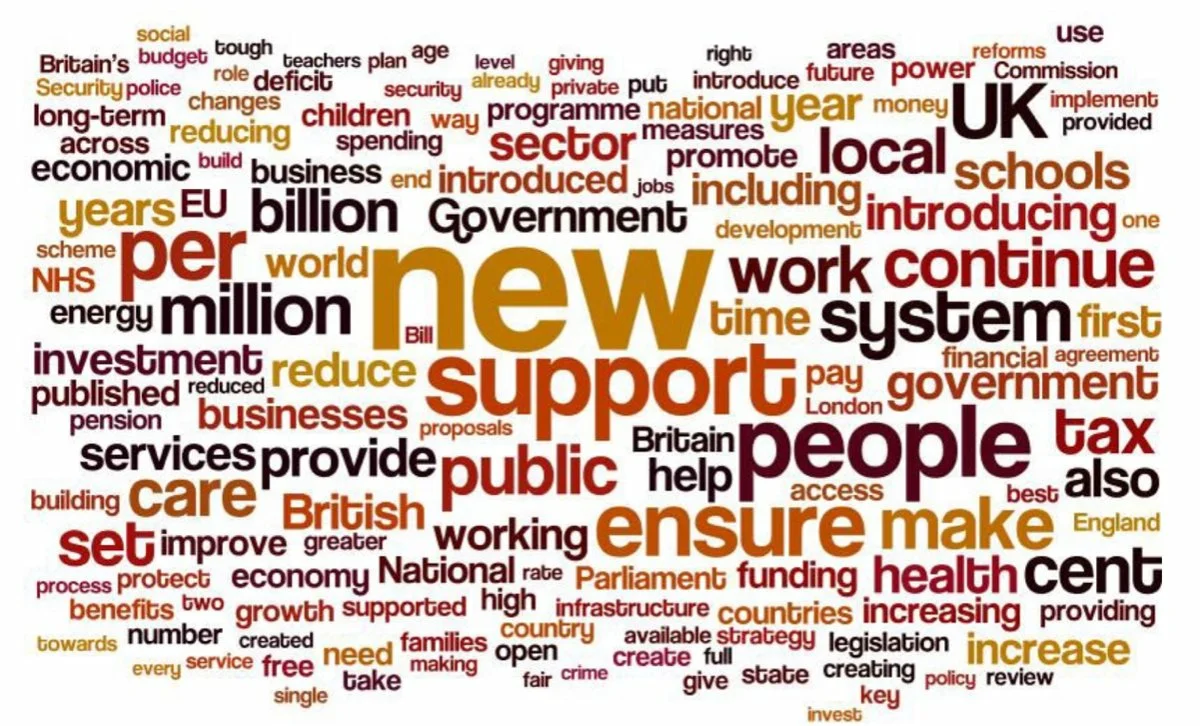 social
Britain's budget tough teachers plan age level giving right areas reforms use
Security police role deficit security already private put introduce future power Commission
long-term changes children way programme national year money UK implement
across reducing spending sector measures promote local provided
economic build business end introduced jobs including schools
years EU billion Government development introducing one
scheme per world new work continue
NHS
energy million Bill time system first
investment reduce support pay financial agreement
published reduced London government
pension businesses proposals Britain people tax
services provide public help access also
building care British ensure make best England
set improve greater working
process protect economy National rate Parliament funding health cent
benefits two growth supported high infrastructure countries increasing providing
towards number created families country available strategy legislation increase
every service free need making open create full creating policy review
single take fair crime give state key
invest